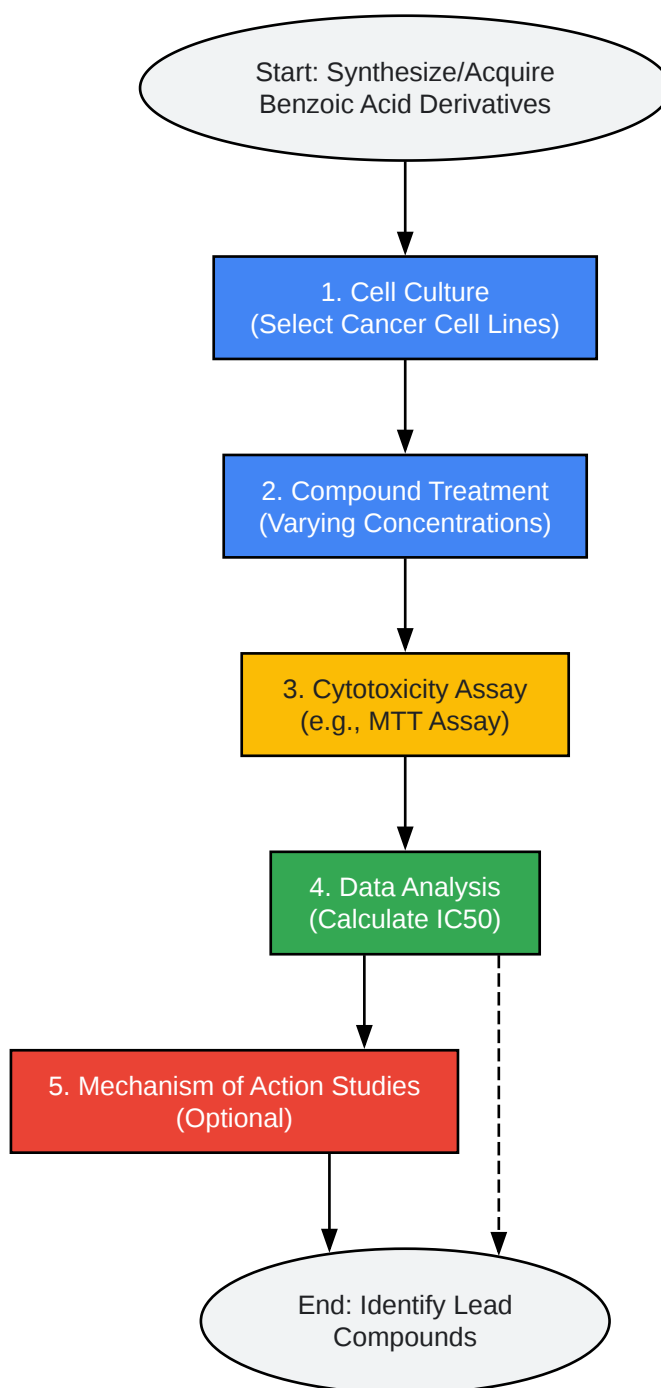 Start: Synthesize/Acquire
Benzoic Acid Derivatives
1. Cell Culture
(Select Cancer Cell Lines)
2. Compound Treatment
(Varying Concentrations)
3. Cytotoxicity Assay
(e.g., MTT Assay)
4. Data Analysis
(Calculate IC50)
5. Mechanism of Action Studies
(Optional)
End: Identify Lead
Compounds